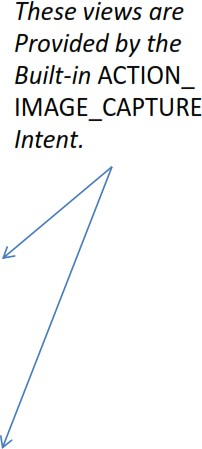 These views are
Provided by the
Built-in ACTION_
IMAGE_CAPTURE
Intent.